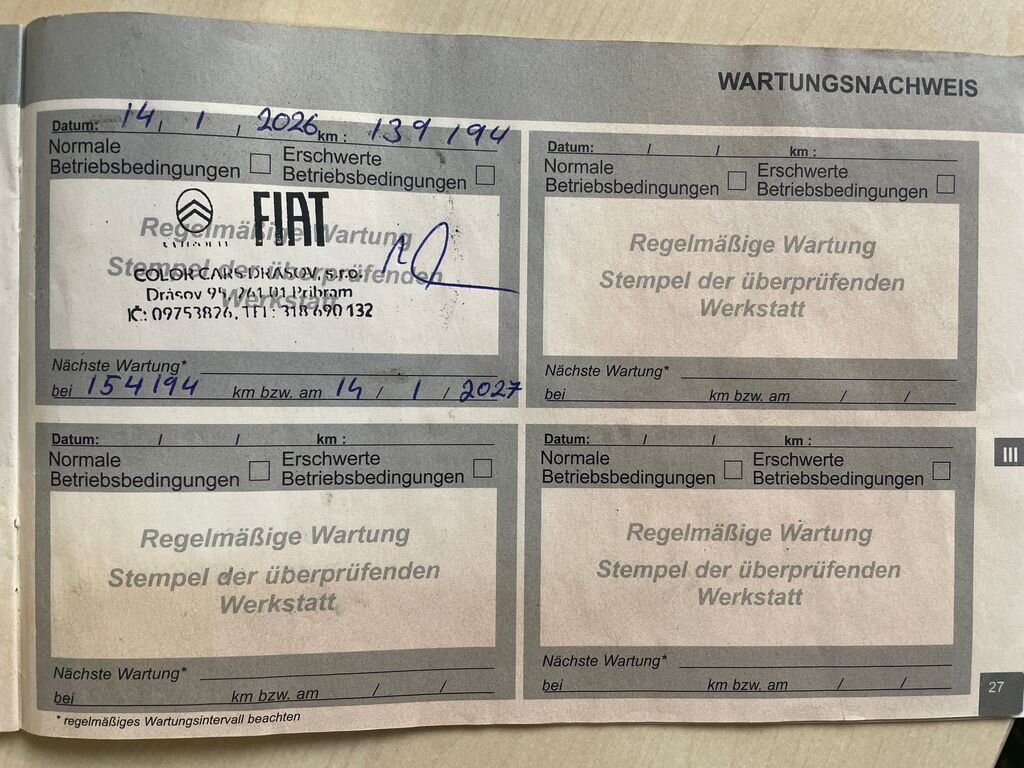 WARTUNGSNACHWEIS
Datum: 14 / 1 / 2026 km : 139 194
Normale Betriebsbedingungen
Erschwerte Betriebsbedingungen
FIAT
Regelmäßige Wartung
Stempel der überprüfenden
Werkstatt
COLOR CARS DRASOV, s.r.o.
Drásov 95, 261 01 Příbram
IČ: 09753826, TEL: 318 690 132
Nächste Wartung*
bei 154194 km bzw. am 14 / 1 / 2027
Datum: / / km :
Normale Betriebsbedingungen
Erschwerte Betriebsbedingungen
Regelmäßige Wartung
Stempel der überprüfenden
Werkstatt
Nächste Wartung*
bei km bzw. am / /
Datum: / / km :
Normale Betriebsbedingungen
Erschwerte Betriebsbedingungen
Regelmäßige Wartung
Stempel der überprüfenden
Werkstatt
Nächste Wartung*
bei km bzw. am / /
Datum: / / km :
Normale Betriebsbedingungen
Erschwerte Betriebsbedingungen
Regelmäßige Wartung
Stempel der überprüfenden
Werkstatt
Nächste Wartung*
bei km bzw. am / /
* regelmäßiges Wartungsintervall beachten
III
27